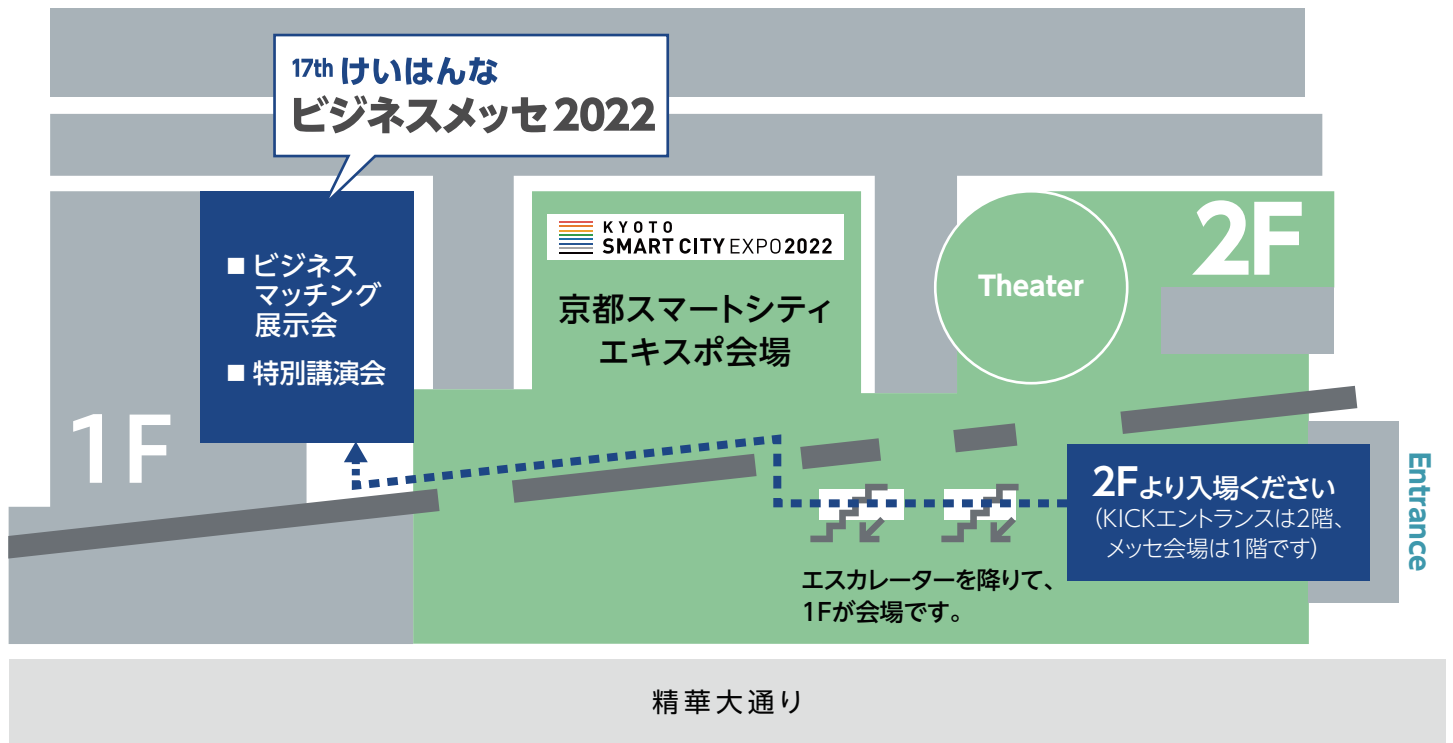 17th けいはんな
ビジネスメッセ2022
■ ビジネス
マッチング
展示会
■ 特別講演会
1F
KYOTO
SMART CITY EXPO2022
京都スマートシティ
エキスポ会場
Theater
2F
2Fより入場ください
(KICKエントランスは2階、
メッセ会場は1階です)
Entrance
エスカレーターを降りて、
1Fが会場です。
精華大通り